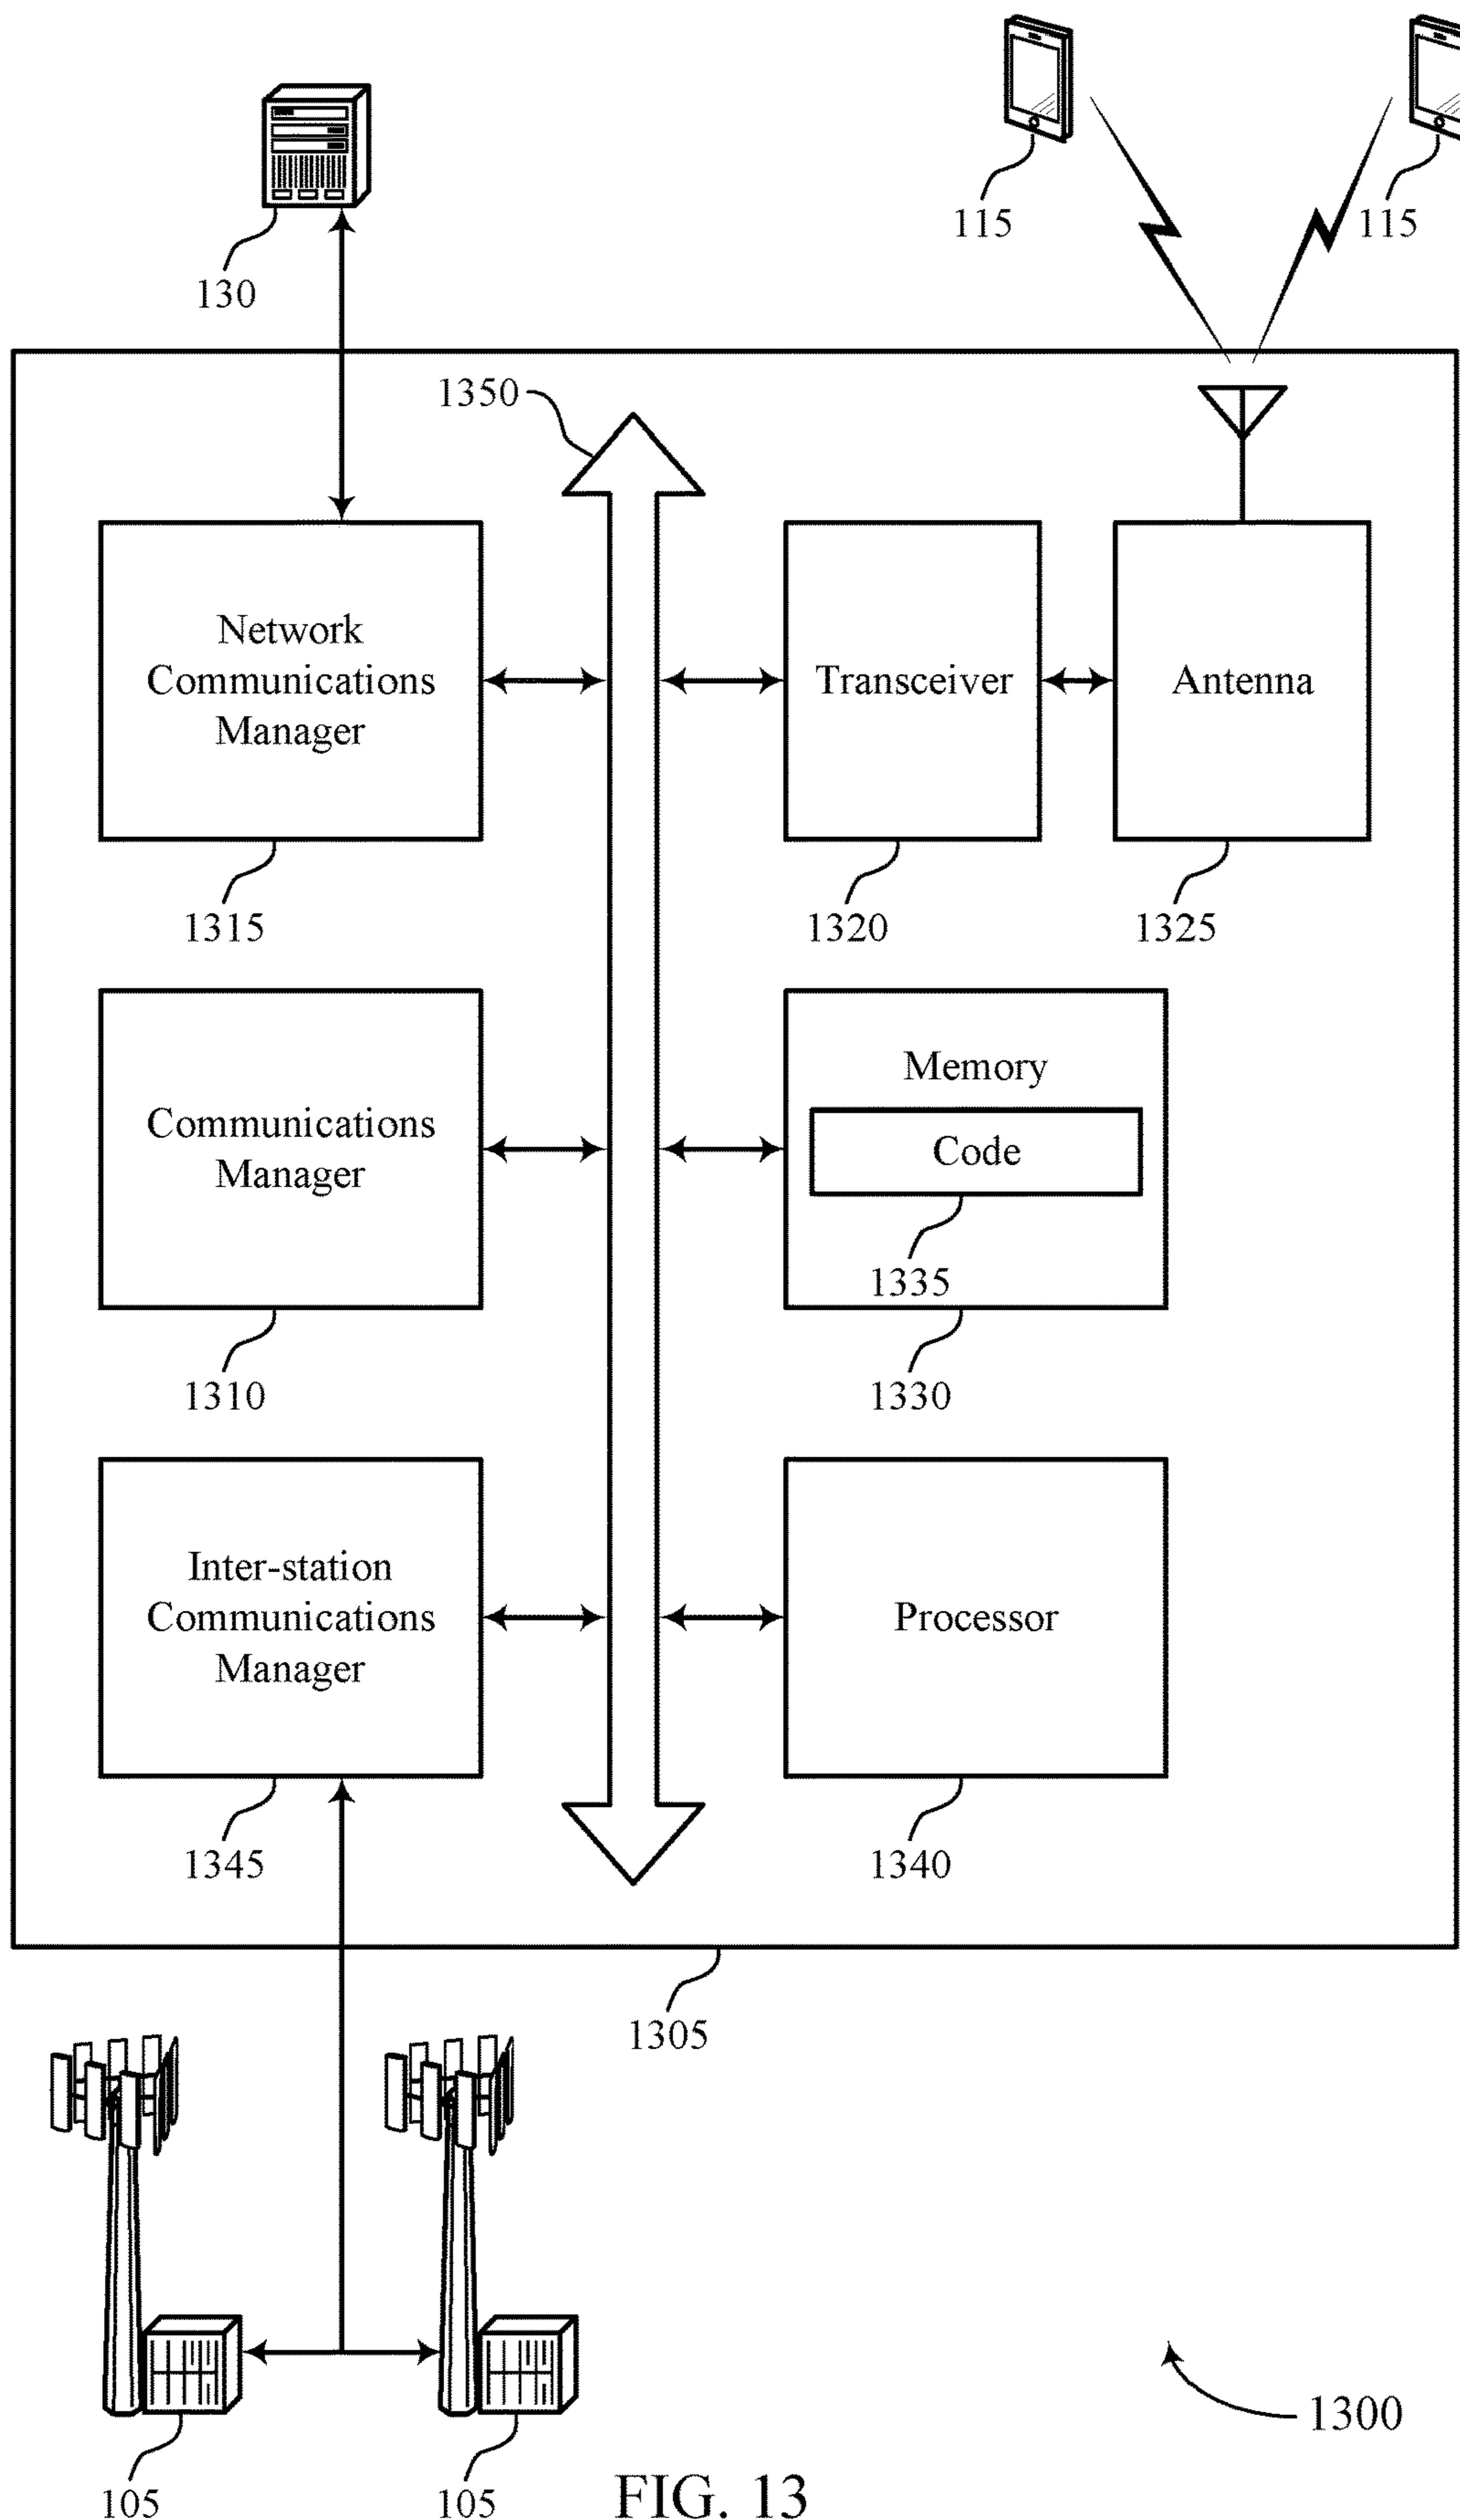 130
115
115
1350
Network
Communications
Manager
Transceiver
Antenna
1315
1320
1325
Communications
Manager
Memory
Code
1335
1310
1330
Inter-station
Communications
Manager
Processor
1345
1340
1305
1300
105
105
FIG. 13